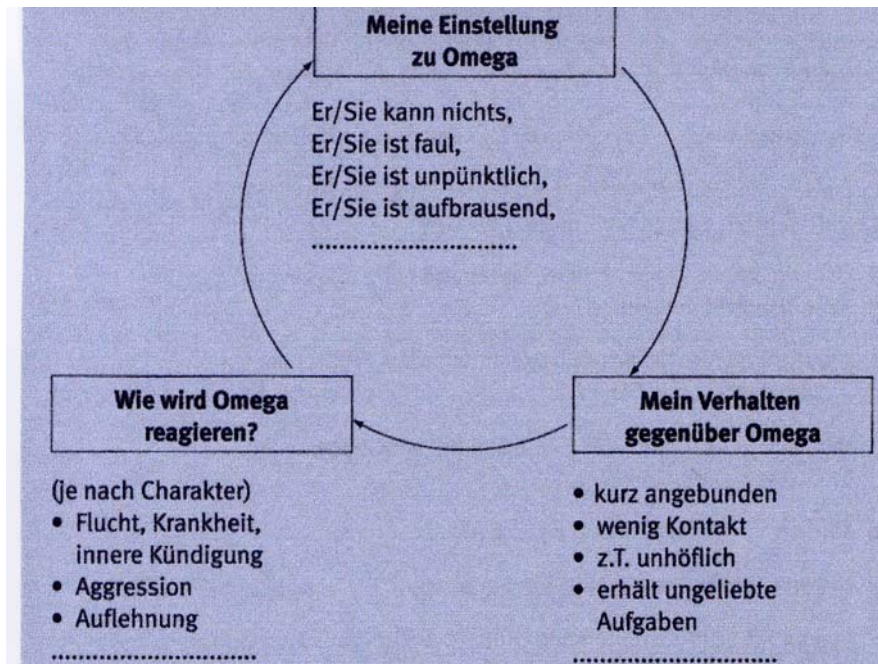 Meine Einstellung
zu Omega
Er/Sie kann nichts,
Er/Sie ist faul,
Er/Sie ist unpünktlich,
Er/Sie ist aufbrausend,
..............................
Wie wird Omega
reagieren?
(je nach Charakter)
• Flucht, Krankheit,
innere Kündigung
• Aggression
• Auflehnung
..............................
Mein Verhalten
gegenüber Omega
• kurz angebunden
• wenig Kontakt
• z.T. unhöflich
• erhält ungeliebte
Aufgaben
..............................